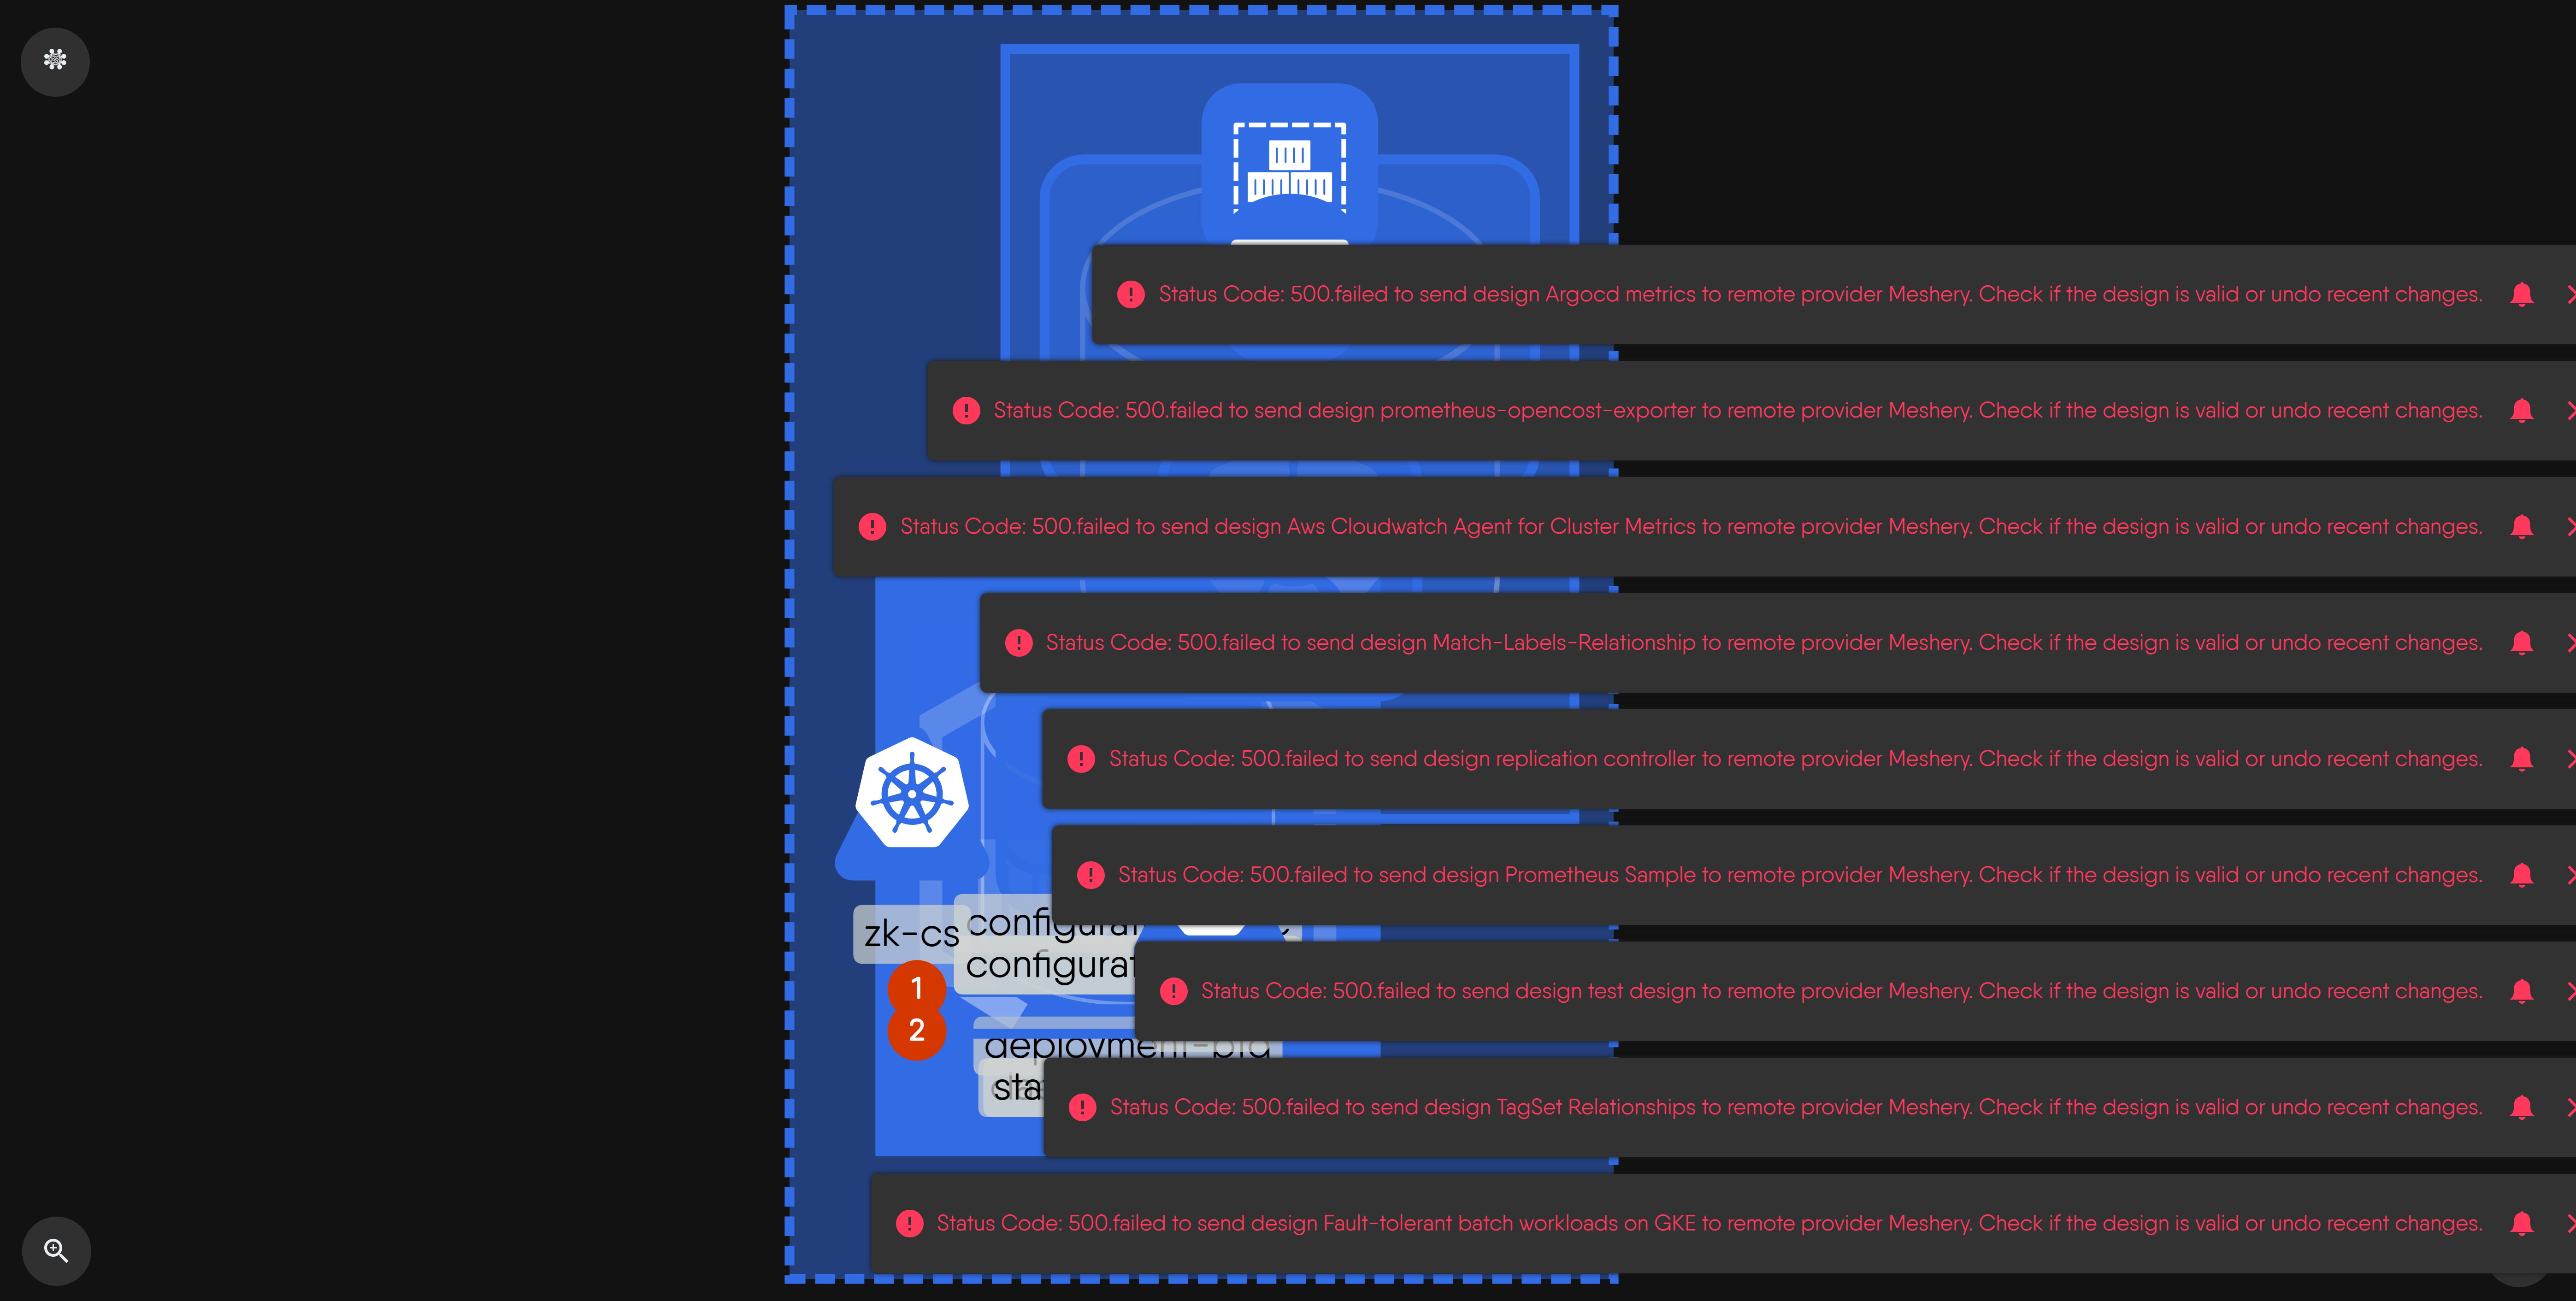 Status Code: 500.failed to send design Argocd metrics to remote provider Meshery. Check if the design is valid or undo recent changes.
Status Code: 500.failed to send design prometheus-opencost-exporter to remote provider Meshery. Check if the design is valid or undo recent changes.
Status Code: 500.failed to send design Aws Cloudwatch Agent for Cluster Metrics to remote provider Meshery. Check if the design is valid or undo recent changes.
Status Code: 500.failed to send design Match-Labels-Relationship to remote provider Meshery. Check if the design is valid or undo recent changes.
Status Code: 500.failed to send design replication controller to remote provider Meshery. Check if the design is valid or undo recent changes.
Status Code: 500.failed to send design Prometheus Sample to remote provider Meshery. Check if the design is valid or undo recent changes.
zk-cs
configurat
configurat
Status Code: 500.failed to send design test design to remote provider Meshery. Check if the design is valid or undo recent changes.
1
2
sta
Status Code: 500.failed to send design TagSet Relationships to remote provider Meshery. Check if the design is valid or undo recent changes.
Status Code: 500.failed to send design Fault-tolerant batch workloads on GKE to remote provider Meshery. Check if the design is valid or undo recent changes.